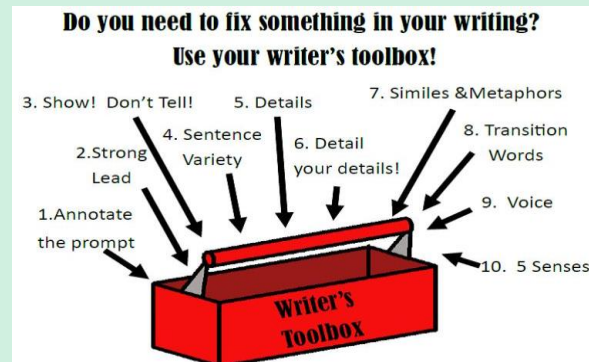 Do you need to fix something in your writing?
Use your writer's toolbox!
3. Show! Don't Tell!
5. Details
7. Similes &Metaphors
4. Sentence
Variety
6. Detail
your details!
8. Transition
Words
2.Strong
Lead
9. Voice
1.Annotate
the prompt
10. 5 Senses
Writer's
Toolbox